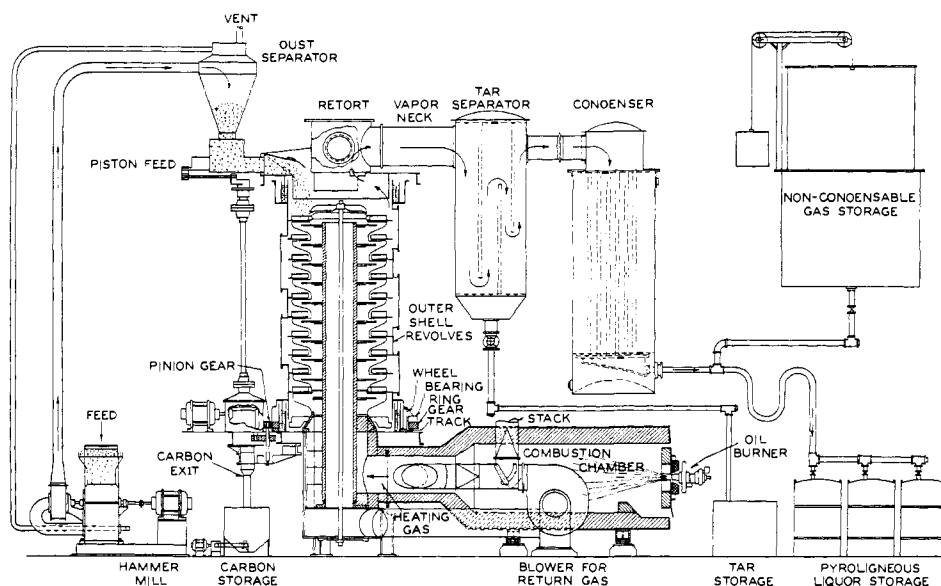 VENT
OUST
SEPARATOR
RETORT
VAPOR
NECK
TAR
SEPARATOR
CONDENSER
PISTON FEED
NON-CONDENSABLE
GAS STORAGE
OUTER
SHELL
REVOLVES
PINION GEAR
WHEEL
BEARING
RING
GEAR
TRACK
FEED
STACK
CARBON
EXIT
COMBUSTION
CHAMBER
OIL
BURNER
HEATING
GAS
HAMMER
MILL
CARBON
STORAGE
BLOWER FOR
RETURN GAS
TAR
STORAGE
PYROLIGNEOUS
LIQUOR STORAGE